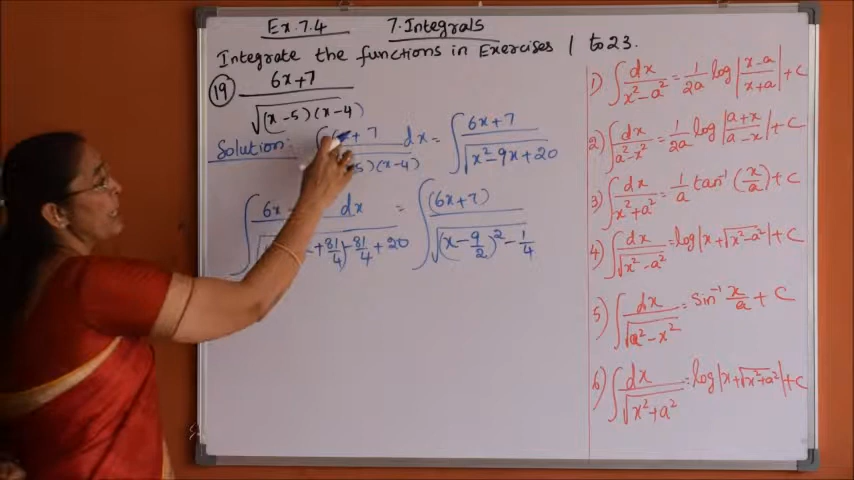 Ex.7.4 7.Integrals
Integrate the functions in Exercises 1 to 23.
⑲ 6x+7 / √(x-5)(x-4)
Solution: ∫ + 7 / 5)(x-4) dx = ∫ 6x+7 / √x²-9x+20
∫ 6x dx / √ +81/4 -81/4 +20 = ∫ (6x+7) / √(x-9/2)² - 1/4
1) ∫ dx / x²-a² = 1/2a log |x-a / x+a| + C
2) ∫ dx / a²-x² = 1/2a log |a+x / a-x| + C
3) ∫ dx / x²+a² = 1/a tan⁻¹ (x/a) + C
4) ∫ dx / √x²-a² = log |x+√x²-a²| + C
5) ∫ dx / √a²-x² = Sin⁻¹ x/a + C
6) ∫ dx / √x²+a² = log |x+√x²+a²| + C